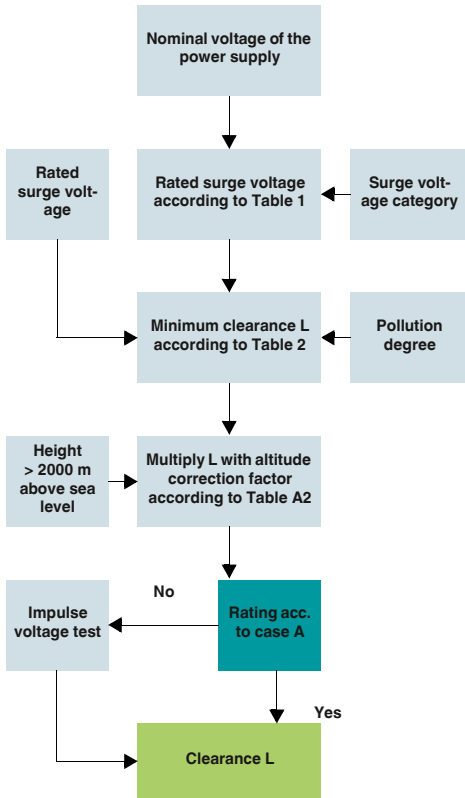 Nominal voltage of the
power supply
Rated
surge volt-
age
Rated surge voltage
according to Table 1
Surge volt-
age category
Minimum clearance L
according to Table 2
Pollution
degree
Height
> 2000 m
above sea
level
Multiply L with altitude
correction factor
according to Table A2
No
Impulse
voltage test
Rating acc.
to case A
Yes
Clearance L